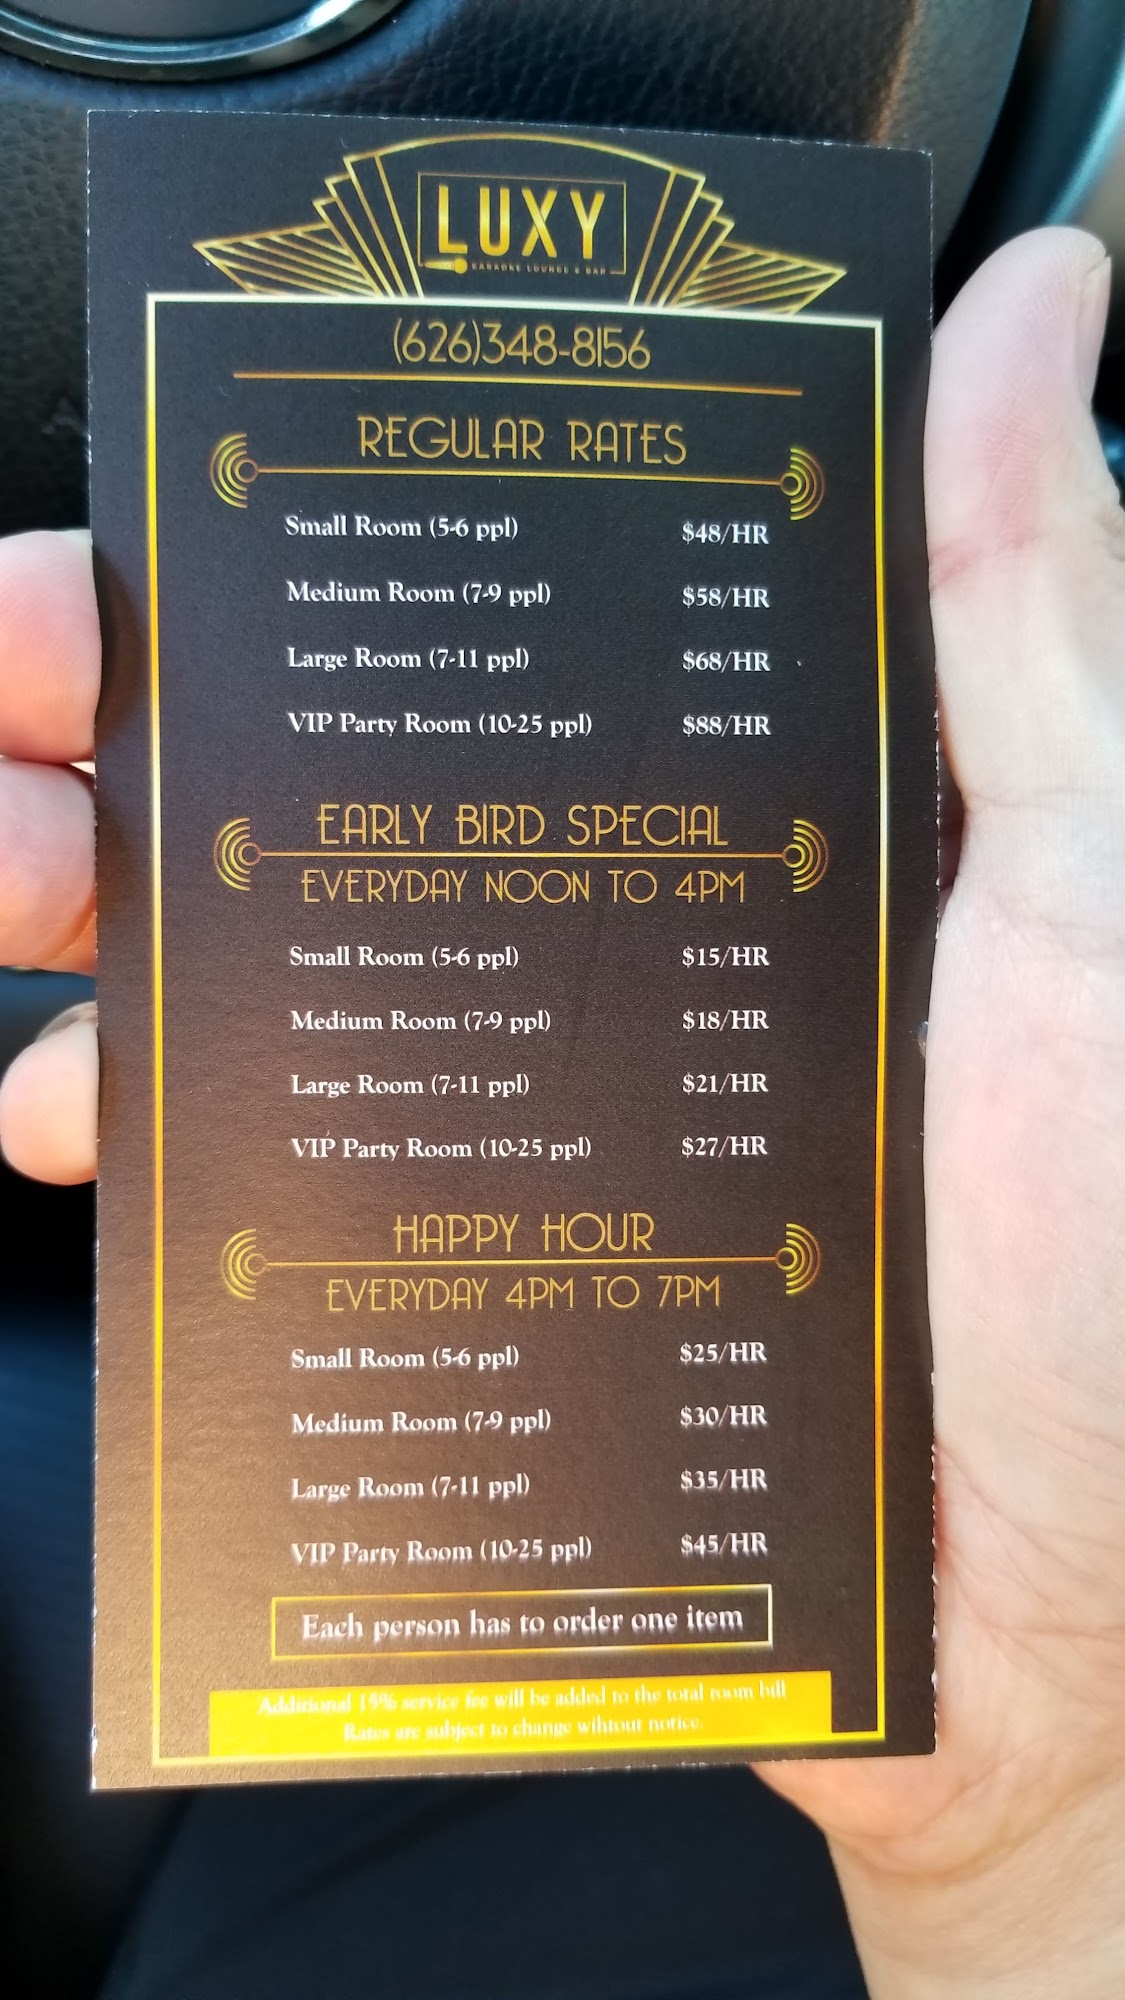 LUXY
KARAOKE LOUNGE & BAR
(626)348-8156
REGULAR RATES
Small Room (5-6 ppl) $48/HR
Medium Room (7-9 ppl) $58/HR
Large Room (7-11 ppl) $68/HR
VIP Party Room (10-25 ppl) $88/HR
EARLY BIRD SPECIAL
EVERYDAY NOON TO 4PM
Small Room (5-6 ppl) $15/HR
Medium Room (7-9 ppl) $18/HR
Large Room (7-11 ppl) $21/HR
VIP Party Room (10-25 ppl) $27/HR
HAPPY HOUR
EVERYDAY 4PM TO 7PM
Small Room (5-6 ppl) $25/HR
Medium Room (7-9 ppl) $30/HR
Large Room (7-11 ppl) $35/HR
VIP Party Room (10-25 ppl) $45/HR
Each person has to order one item
Additional 15% service fee will be added to the total room bill
Rates are subject to change wihtout notice.